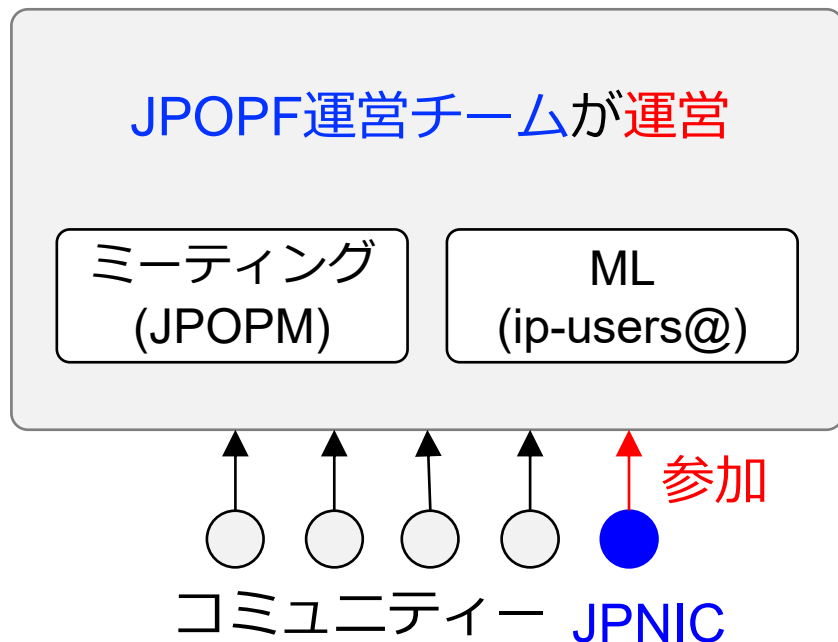 JPOPF運営チームが運営
ミーティング
(JPOPM)
ML
(ip-users@)
参加
コミュニティー
JPNIC